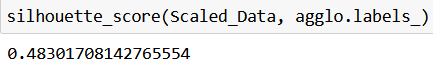 silhouette_score(Scaled_Data, agglo.labels_)
0.48301708142765554